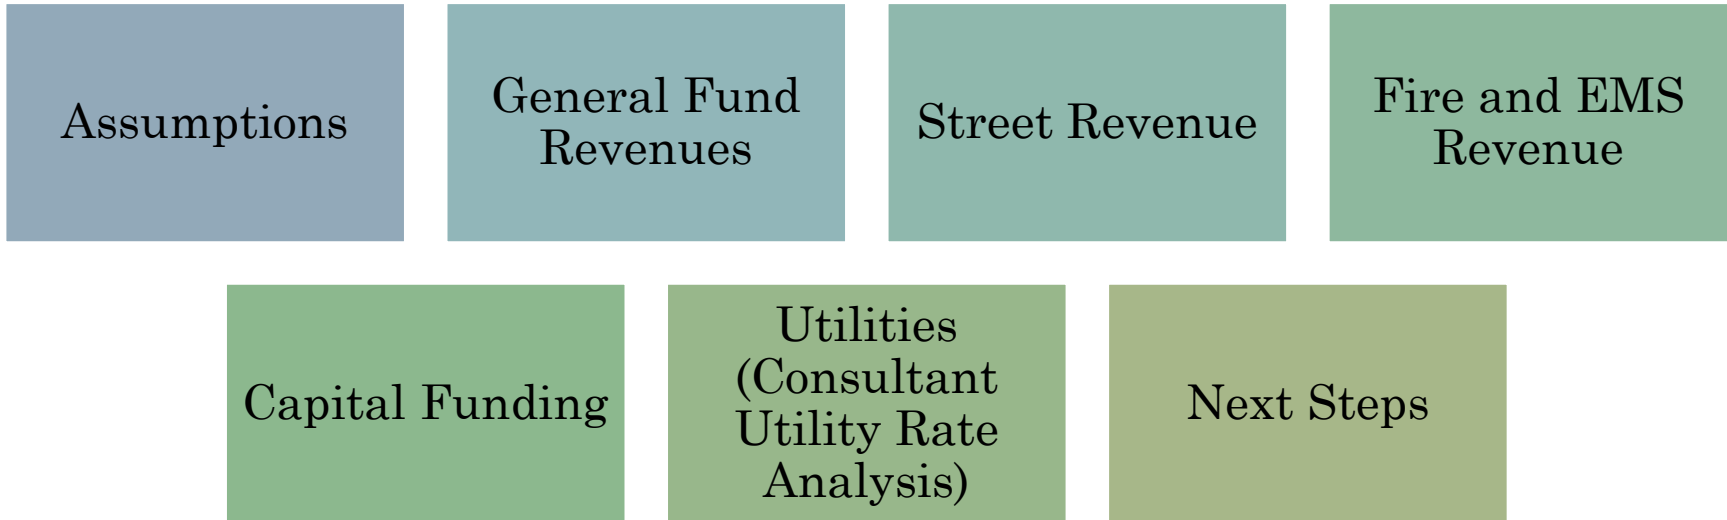 Assumptions
General Fund
Revenues
Street Revenue
Fire and EMS
Revenue
Capital Funding
Utilities
(Consultant
Utility Rate
Analysis)
Next Steps